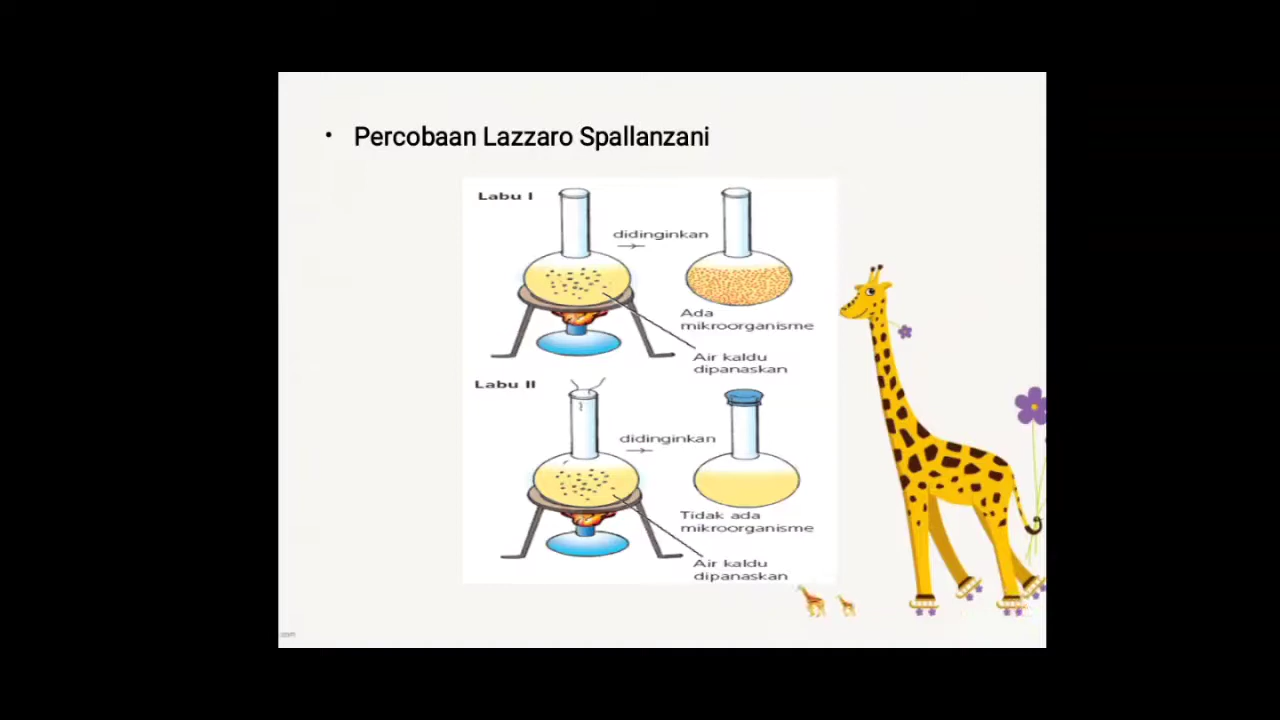 • Percobaan Lazzaro Spallanzani
Labu I
didinginkan
Ada
mikroorganisme
Air kaldu
dipanaskan
Labu II
didinginkan
Tidak ada
mikroorganisme
Air kaldu
dipanaskan
.com